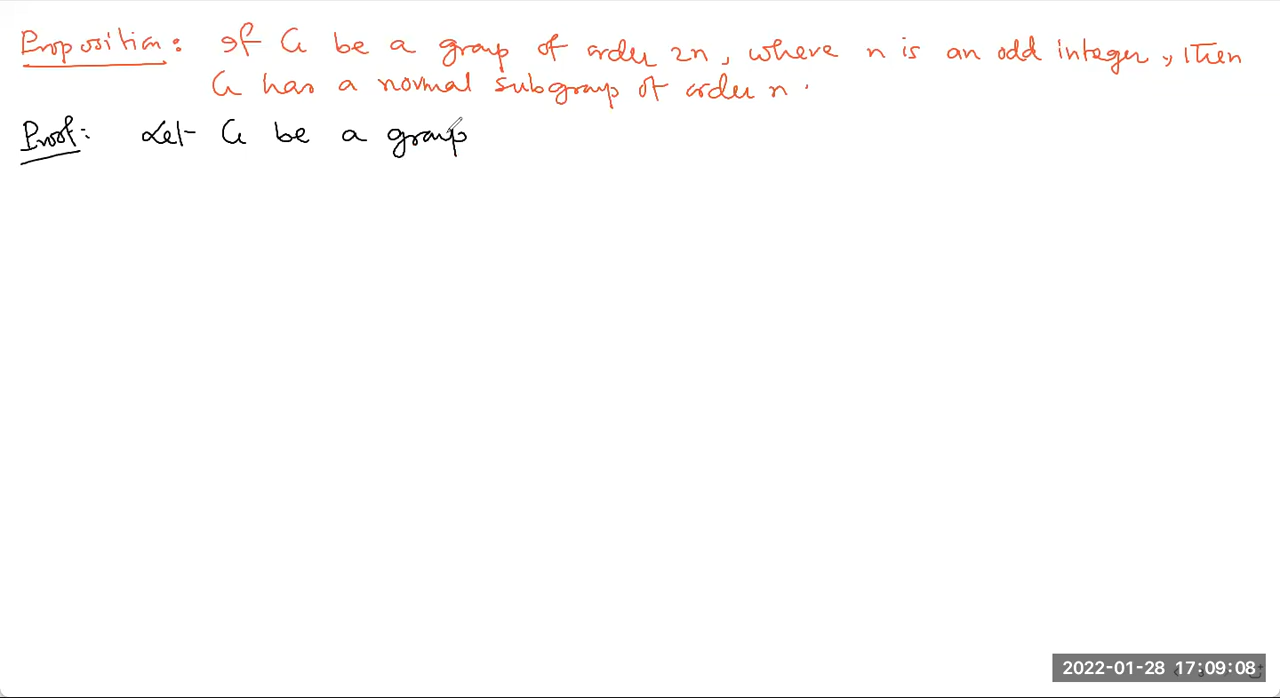 Proposition: If G be a group of order 2n, where n is an odd integer, then
G has a normal subgroup of order n.
Proof: Let G be a group
2022-01-28 17:09:08